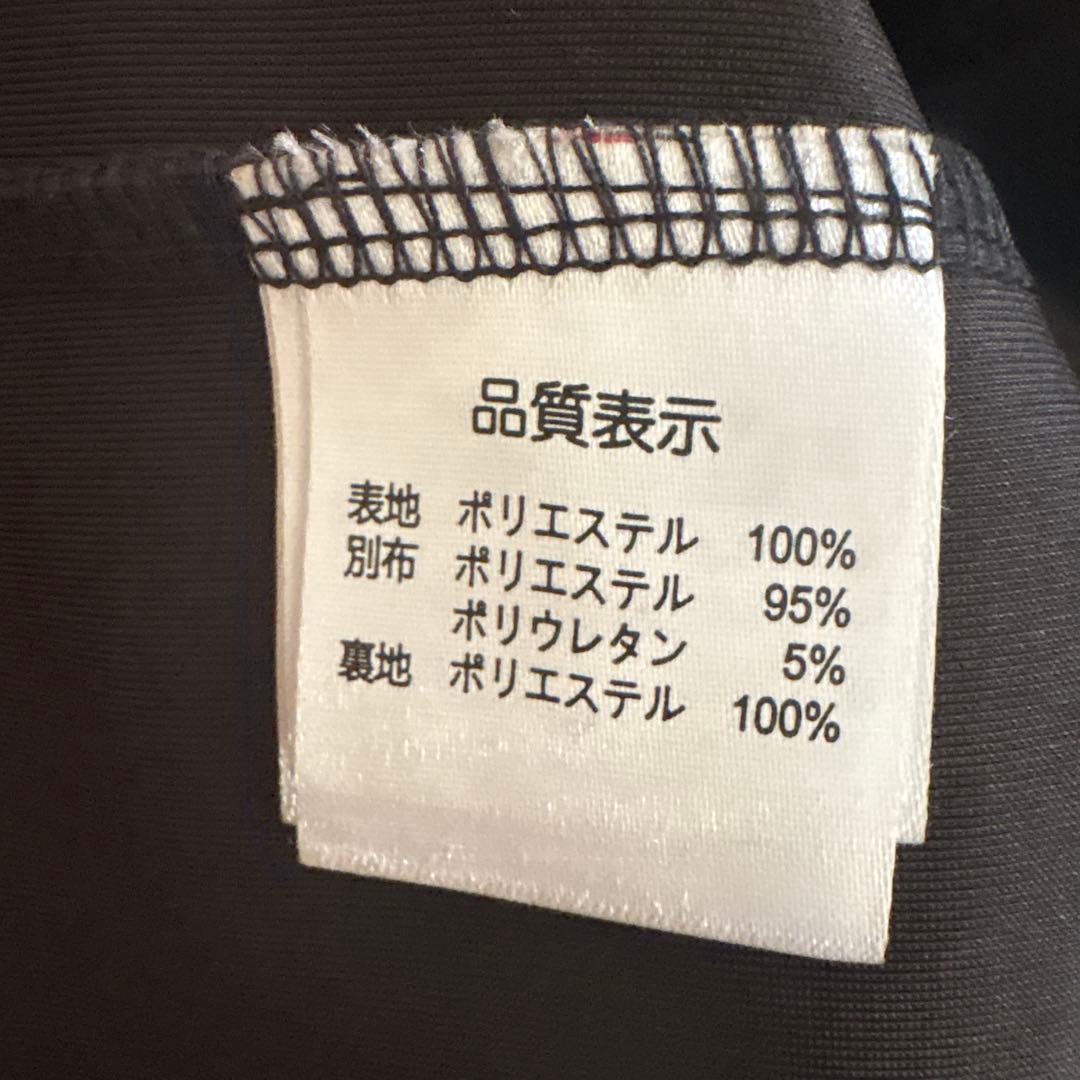 品質表示
表地 ポリエステル 100%
別布 ポリエステル 95%
ポリウレタン 5%
裏地 ポリエステル 100%